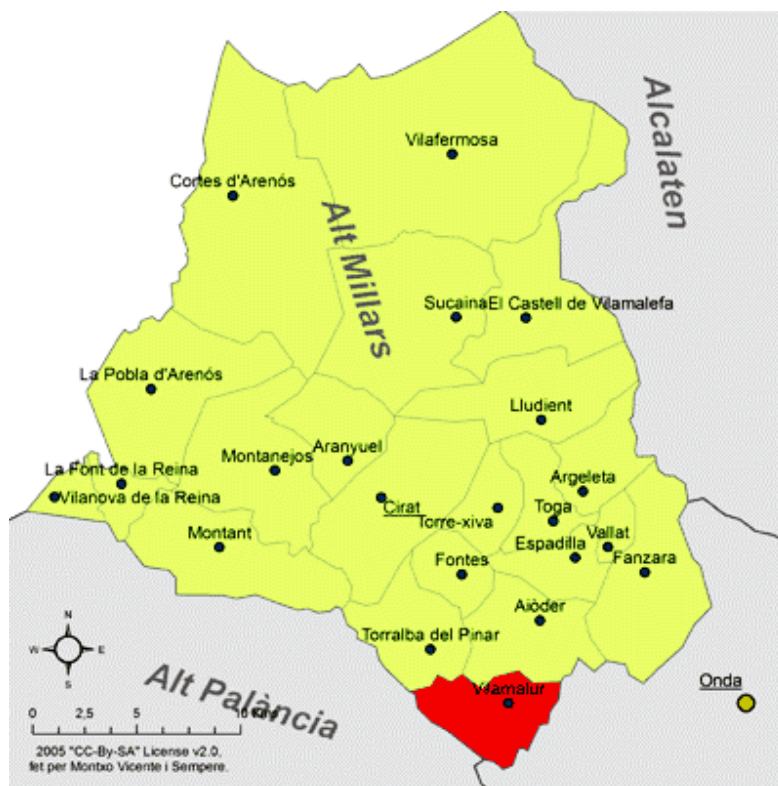 Alcalaten
Vilafermosa
Cortes d'Arenós
Alt Millars
Sucaina
El Castell de Vilamalefa
La Pobla d'Arenós
Lludient
Aranyuel
La Font de la Reina
Montanejos
Argeleta
Vilanova de la Reina
Cirat
Torre-xiva
Toga
Montant
Espadilla
Vallat
Fontes
Fanzara
Aiòder
N
W
E
S
Torralba del Pinar
Alt Palància
Vilamalur
Onda
0 2,5 5 10 Kms
2005 "CC-By-SA" License v2.0,
fet per Montxo Vicente i Sempere.